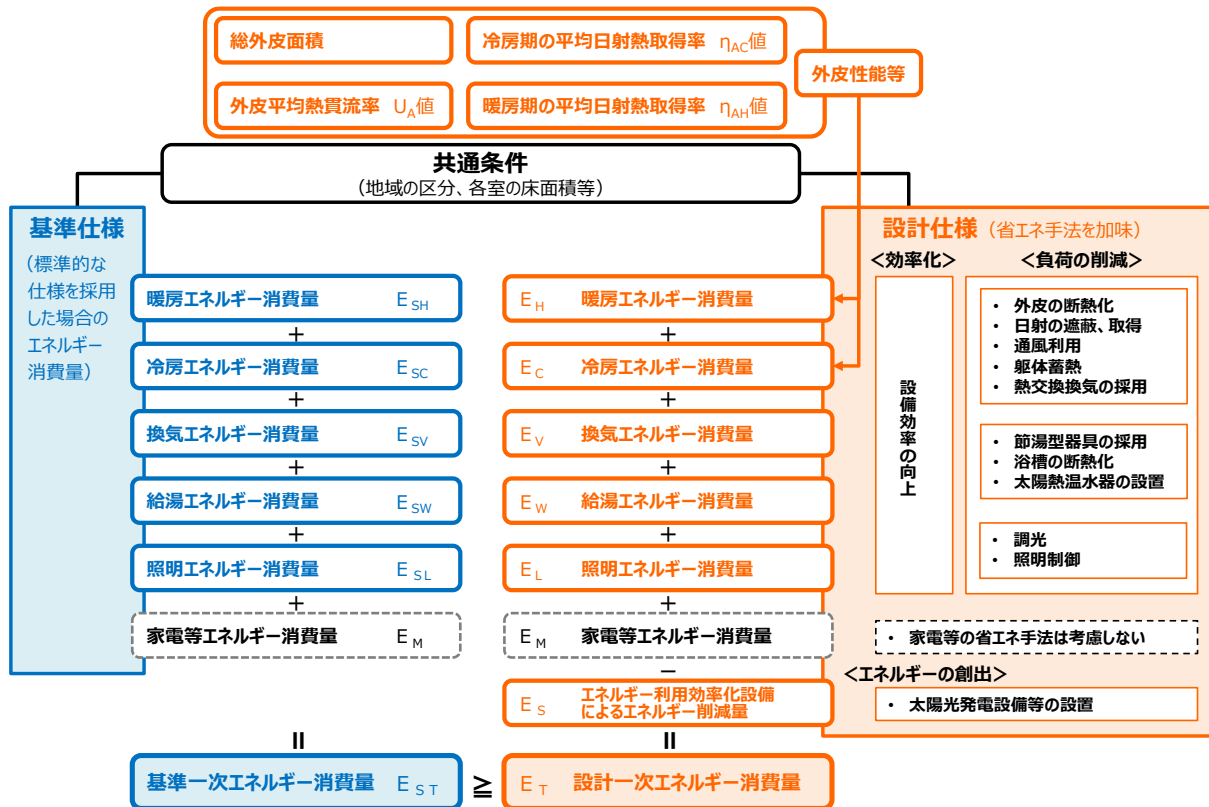 総外皮面積
冷房期の平均日射熱取得率 ηAC値
外皮平均熱貫流率 UA値
暖房期の平均日射熱取得率 ηAH値
外皮性能等
共通条件
(地域の区分、各室の床面積等)
基準仕様
(標準的な
仕様を採用
した場合の
エネルギー
消費量)
設計仕様(省エネ手法を加味)
<効率化>
<負荷の削減>
暖房エネルギー消費量 ESH
+
冷房エネルギー消費量 ESC
+
換気エネルギー消費量 ESV
+
給湯エネルギー消費量 ESW
+
照明エネルギー消費量 ESL
+
家電等エネルギー消費量 EM
=
基準一次エネルギー消費量 EST
≧
EH 暖房エネルギー消費量
+
EC 冷房エネルギー消費量
+
EV 換気エネルギー消費量
+
EW 給湯エネルギー消費量
+
EL 照明エネルギー消費量
+
EM 家電等エネルギー消費量
−
ES エネルギー利用効率化設備
によるエネルギー削減量
=
ET 設計一次エネルギー消費量
設備効率の向上
・ 外皮の断熱化
・ 日射の遮蔽、取得
・ 通風利用
・ 躯体蓄熱
・ 熱交換換気の採用
・ 節湯型器具の採用
・ 浴槽の断熱化
・ 太陽熱温水器の設置
・ 調光
・ 照明制御
・ 家電等の省エネ手法は考慮しない
<エネルギーの創出>
・ 太陽光発電設備等の設置